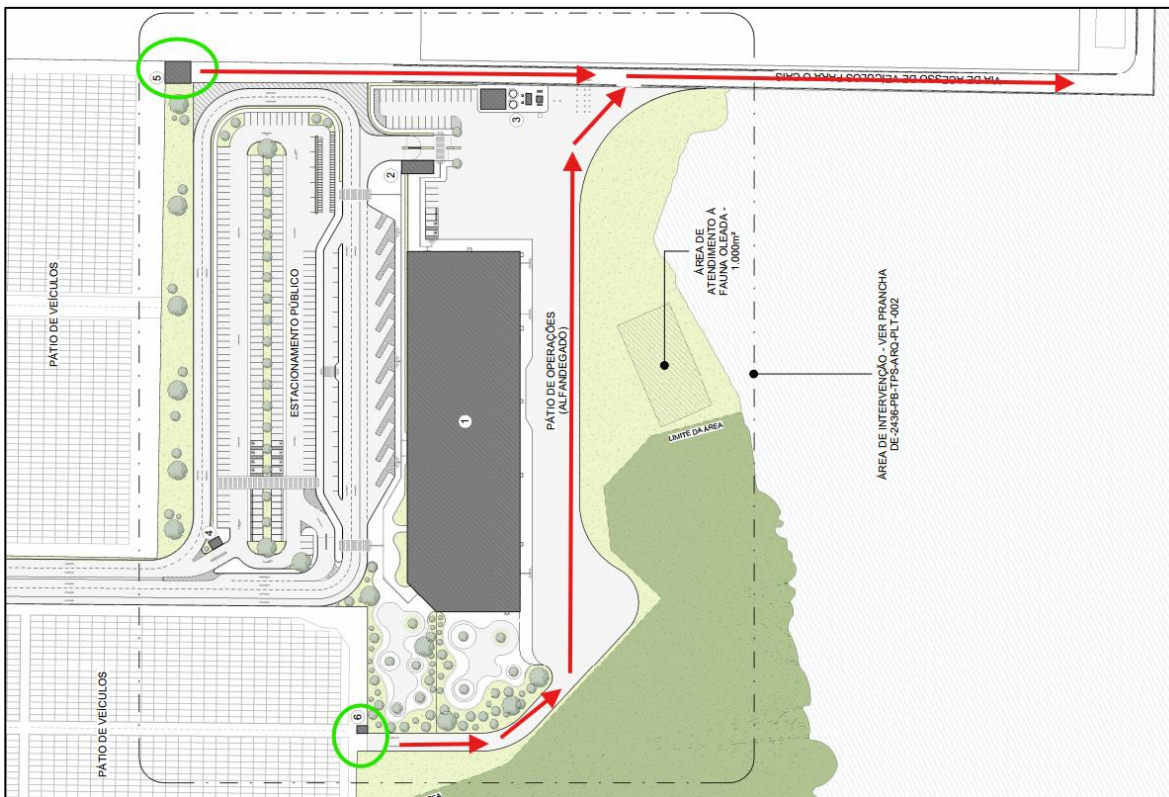 5
VIA DE ACESSO DE VEÍCULOS PARA O CAIS
3
2
PÁTIO DE VEÍCULOS
ESTACIONAMENTO PÚBLICO
ÁREA DE
ATENDIMENTO À
FAUNA OLEADA -
1.000m²
PÁTIO DE OPERAÇÕES
(ALFANDEGADO)
1
ÁREA DE INTERVENÇÃO - VER PRANCHA
DE-2436-PB-TPS-ARQ-PLT-002
LIMITE DA ÁREA
4
PÁTIO DE VEÍCULOS
6